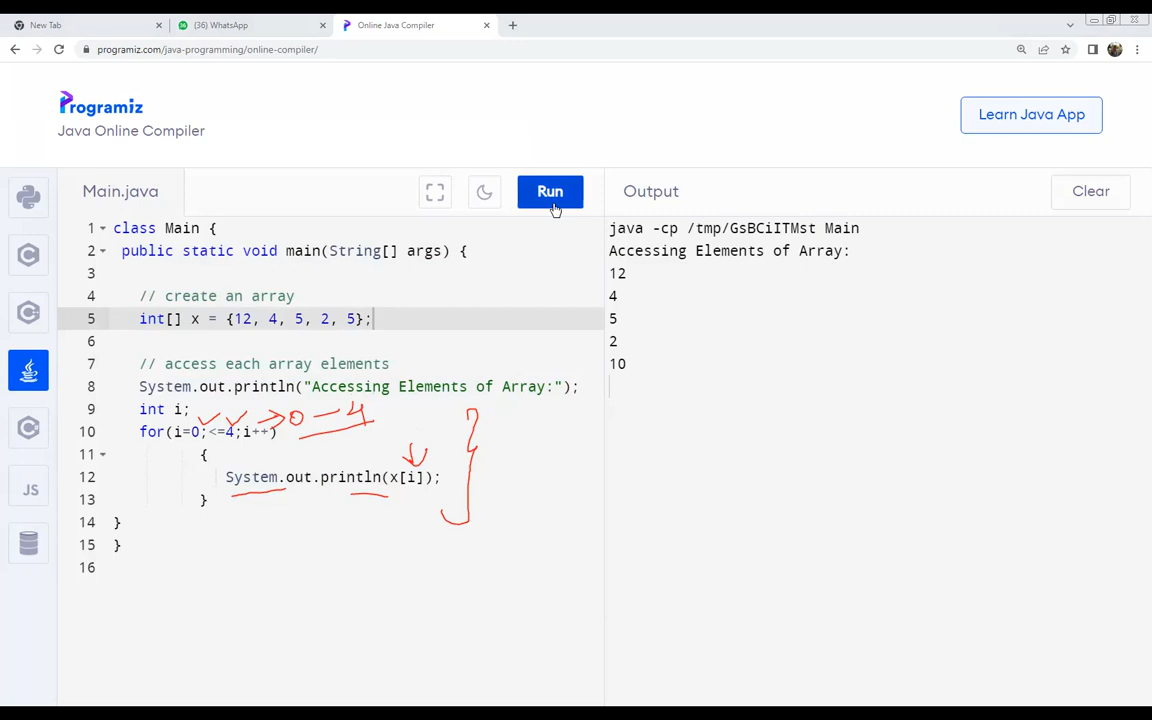 New Tab
(36) WhatsApp
Online Java Compiler
programiz.com/java-programming/online-compiler/
Programiz
Java Online Compiler
Learn Java App
Main.java
Run
Output
Clear
1 class Main {
2 public static void main(String[] args) {
3
4 // create an array
5 int[] x = {12, 4, 5, 2, 5};
6
7 // access each array elements
8 System.out.println("Accessing Elements of Array:");
9 int i;
0 - 4
10 for(i=0;<=4;i++)
11 {
12 System.out.println(x[i]);
13 }
14 }
15 }
16
java -cp /tmp/GsBCiITMst Main
Accessing Elements of Array:
12
4
5
2
10
JS